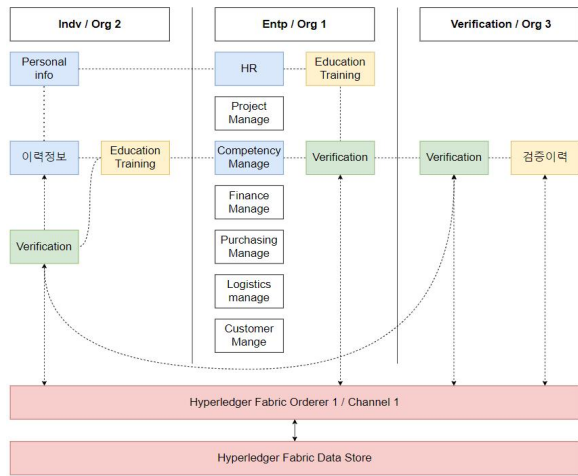 Indv / Org 2
Entp / Org 1
Verification / Org 3
Personal
info
HR
Education
Training
Project
Manage
이력정보
Education
Training
Competency
Manage
Verification
Verification
검증이력
Finance
Manage
Verification
Purchasing
Manage
Logistics
manage
Customer
Mange
Hyperledger Fabric Orderer 1 / Channel 1
Hyperledger Fabric Data Store